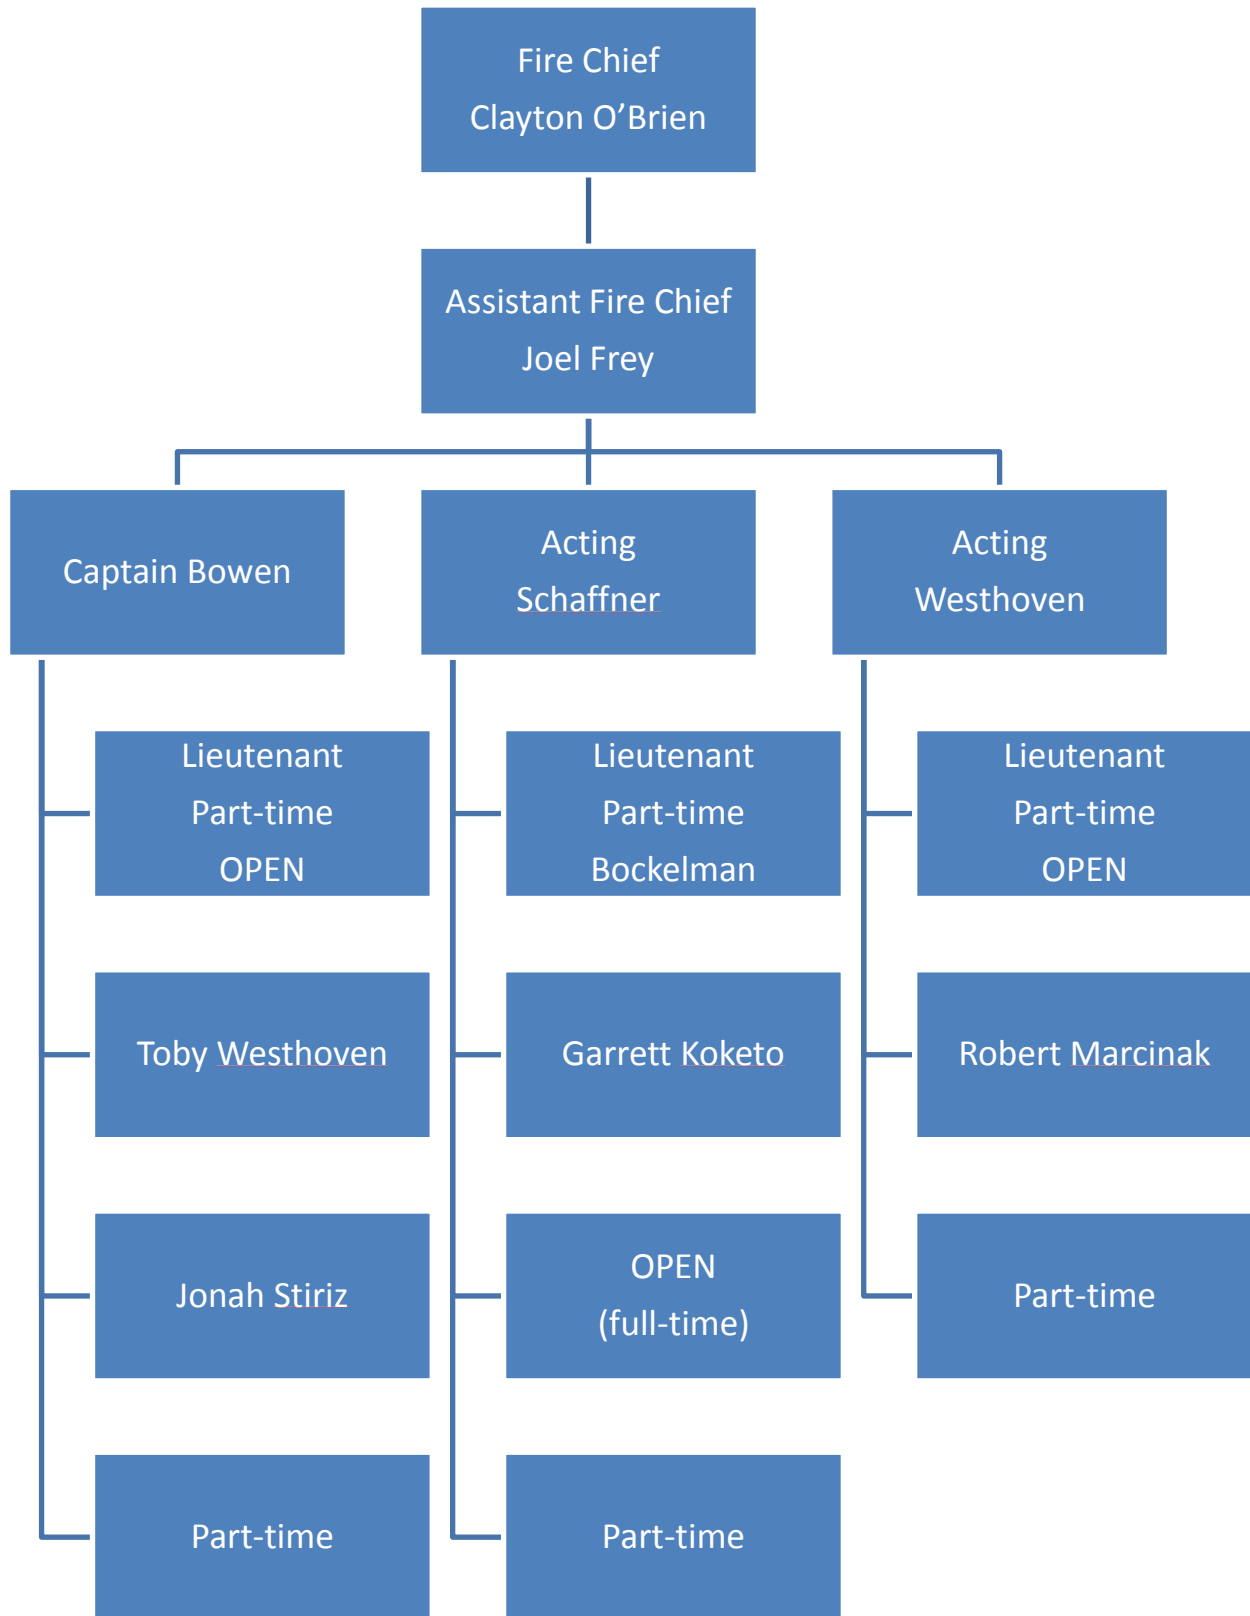 Fire Chief
Clayton O’Brien
Assistant Fire Chief
Joel Frey
Captain Bowen
Lieutenant
Part-time
OPEN
Toby Westhoven
Jonah Stiriz
Part-time
Acting
Schaffner
Lieutenant
Part-time
Bockelman
Garrett Koketo
OPEN
(full-time)
Part-time
Acting
Westhoven
Lieutenant
Part-time
OPEN
Robert Marcinak
Part-time